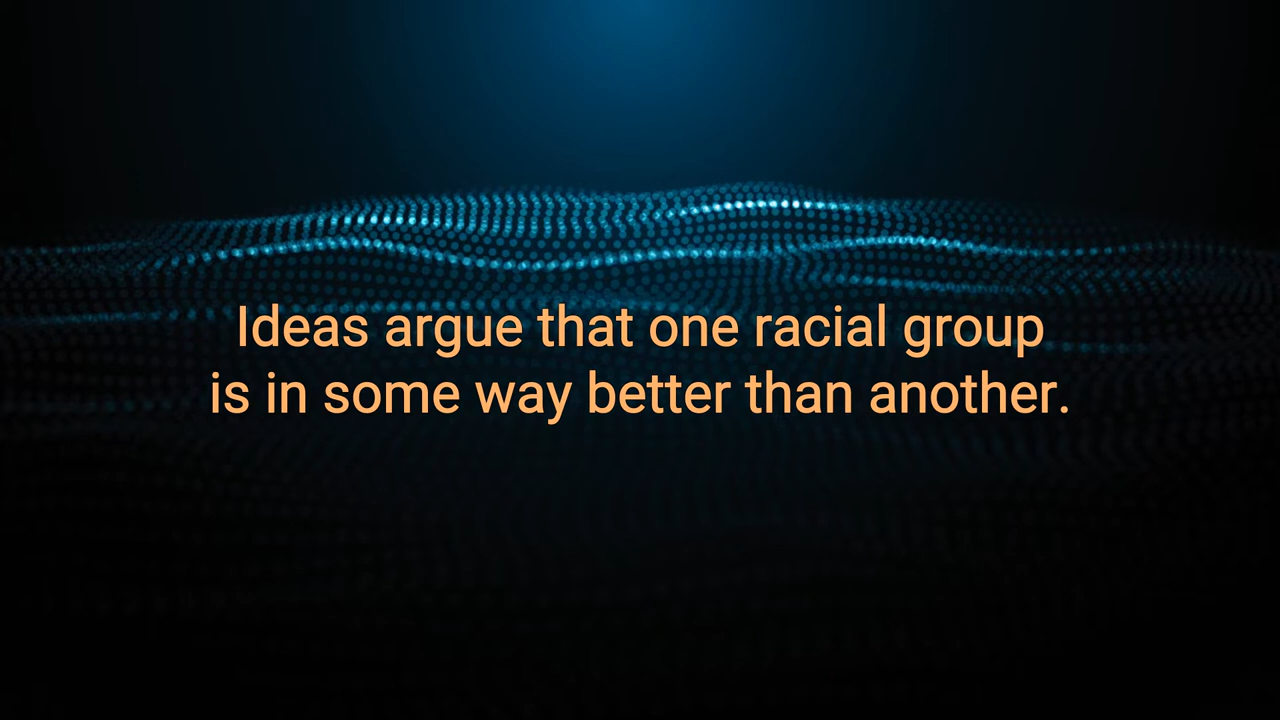 Ideas argue that one racial group
is in some way better than another.